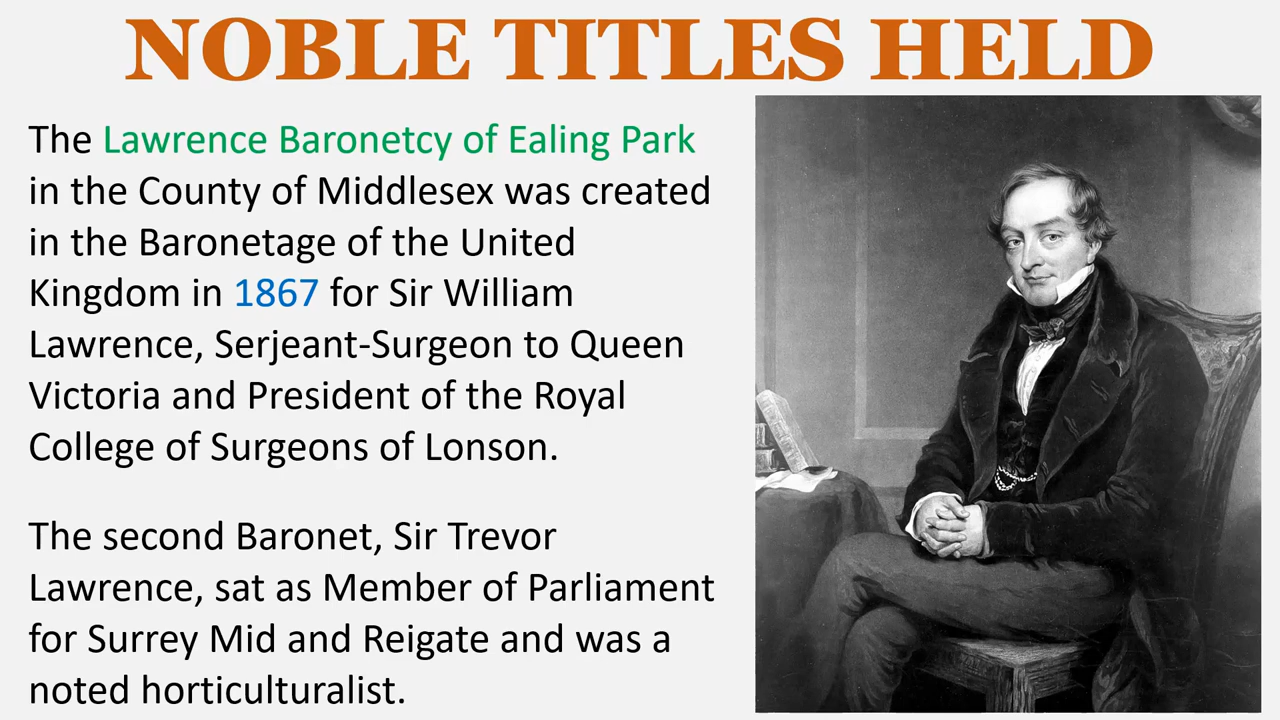 NOBLE TITLES HELD
The Lawrence Baronetcy of Ealing Park
in the County of Middlesex was created
in the Baronetage of the United
Kingdom in 1867 for Sir William
Lawrence, Serjeant-Surgeon to Queen
Victoria and President of the Royal
College of Surgeons of Lonson.
The second Baronet, Sir Trevor
Lawrence, sat as Member of Parliament
for Surrey Mid and Reigate and was a
noted horticulturalist.